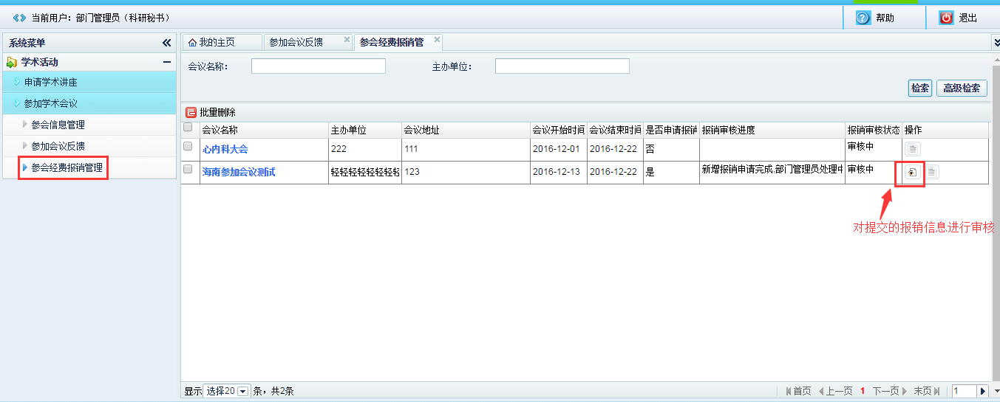 当前用户：部门管理员（科研秘书）
帮助
退出
系统菜单
学术活动
申请学术讲座
参加学术会议
参会信息管理
参加会议反馈
参会经费报销管理
我的主页
参加会议反馈
参会经费报销管
会议名称：
主办单位：
检索
高级检索
批量删除
会议名称 主办单位 会议地址 会议开始时间 会议结束时间 是否申请报销 报销审核进度 报销审核状态 操作
心内科大会 222 111 2016-12-01 2016-12-22 否 审核中
海南参加会议测试 轻轻轻轻轻轻轻轻 123 2016-12-13 2016-12-22 是 新增报销申请完成,部门管理员处理中 审核中
对提交的报销信息进行审核
显示 选择20 条，共2条
首页 上一页 1 下一页 末页 1